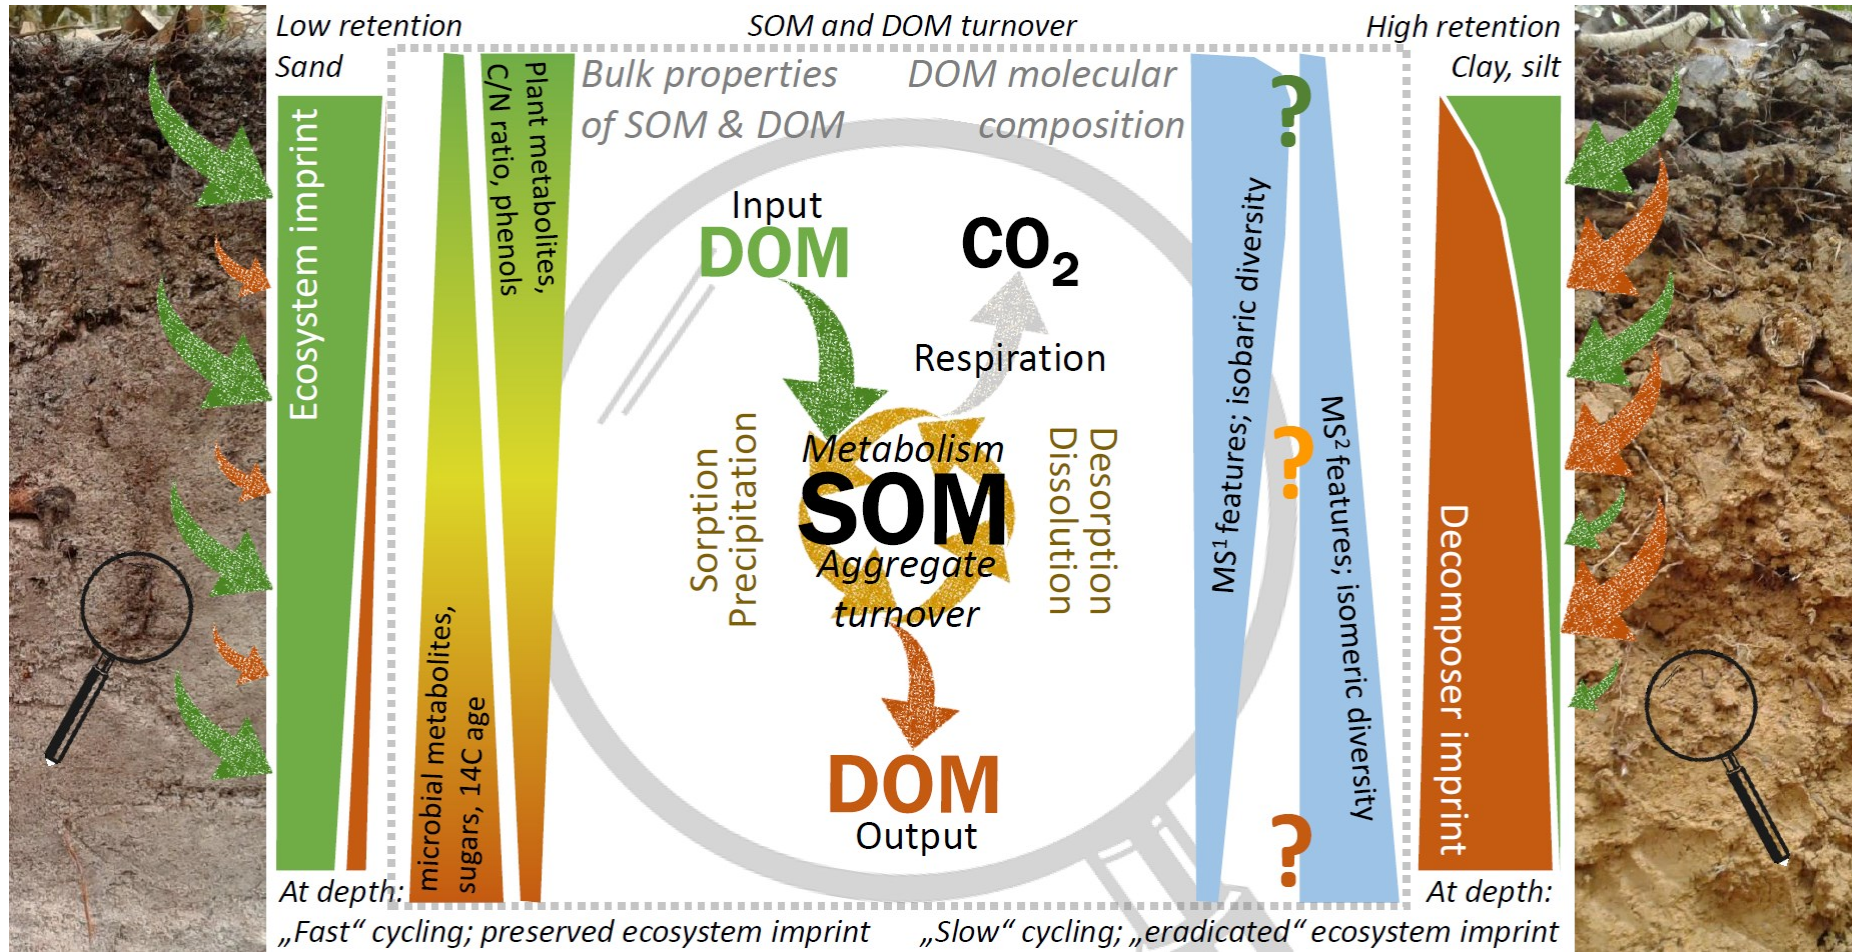 Low retention
Sand
SOM and DOM turnover
High retention
Clay, silt
Bulk properties
of SOM & DOM
DOM molecular
composition
Ecosystem imprint
Plant metabolites,
C/N ratio, phenols
microbial metabolites,
sugars, 14C age
Input
DOM
CO₂
Respiration
Sorption
Precipitation
Metabolism
SOM
Aggregate
turnover
Desorption
Dissolution
DOM
Output
MS¹ features; isobaric diversity
?
?
?
MS² features; isomeric diversity
Decomposer imprint
At depth:
„Fast“ cycling; preserved ecosystem imprint
At depth:
„Slow“ cycling; „eradicated“ ecosystem imprint